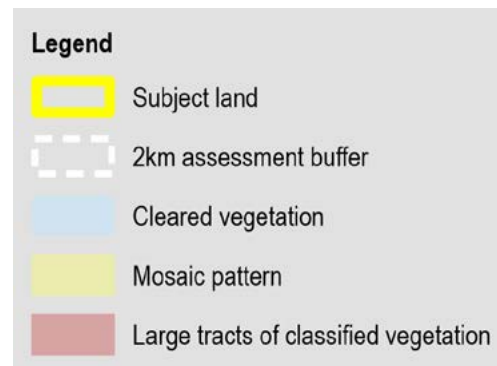 Legend
Subject land
2km assessment buffer
Cleared vegetation
Mosaic pattern
Large tracts of classified vegetation